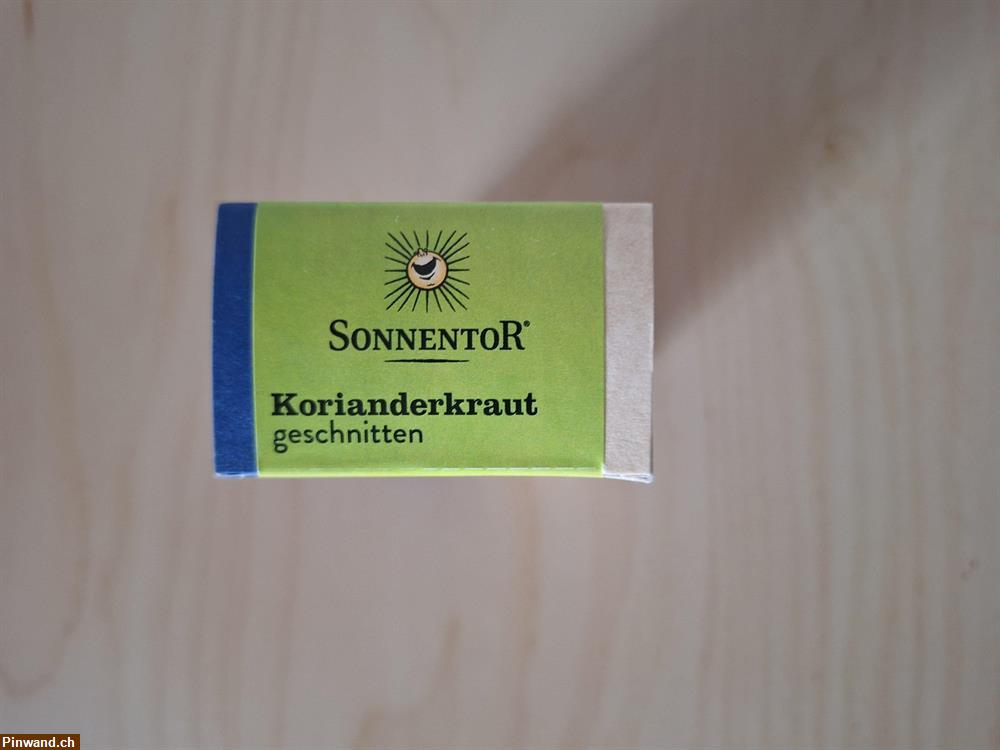 SONNENTOR®
Korianderkraut
geschnitten
Pinwand.ch